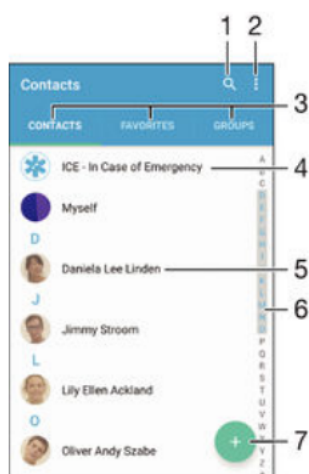 1 2
Contacts
3
CONTACTS FAVORITES GROUPS
ICE - In Case of Emergency
4
Myself
D
Daniela Lee Linden
5
J
6
Jimmy Stroom
L
Lily Ellen Ackland
O
7
Oliver Andy Szabe
A
B
C
D
E
F
G
H
I
K
L
M
N
O
P
Q
R
S
T
U
V
W
X
Y
Z